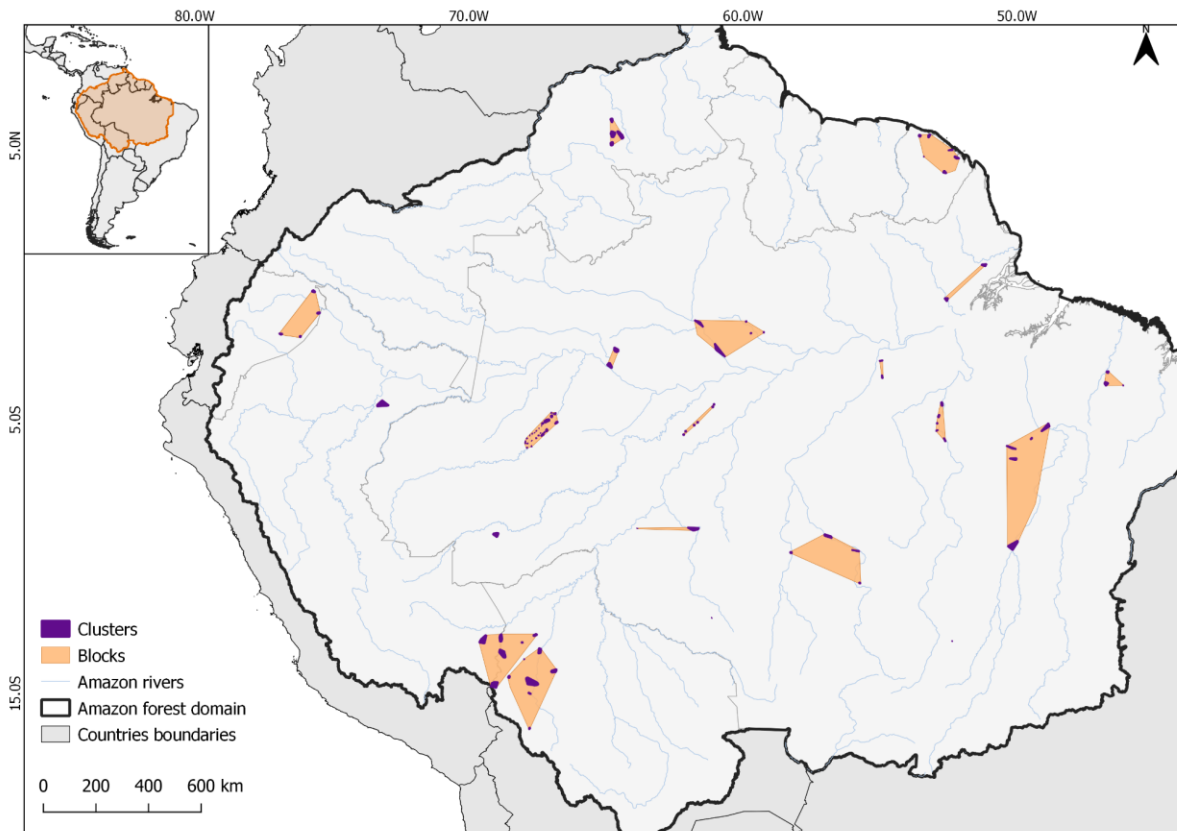 80.0W 70.0W 60.0W 50.0W
N
5.0N
5.0S
15.0S
Clusters
Blocks
Amazon rivers
Amazon forest domain
Countries boundaries
0 200 400 600 km